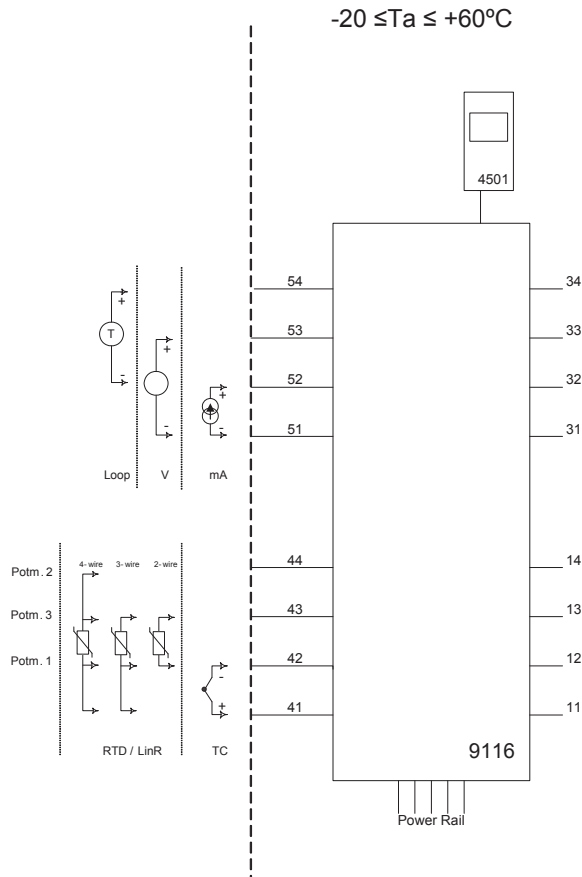 -20 ≤Ta ≤ +60ºC
4501
54
34
+
53
33
T
+
-
52
32
+
-
-
51
31
Loop
V
mA
4-wire
3-wire
2-wire
44
14
Potm. 2
Potm. 3
43
13
Potm. 1
42
12
-
+
41
11
RTD / LinR
TC
9116
Power Rail